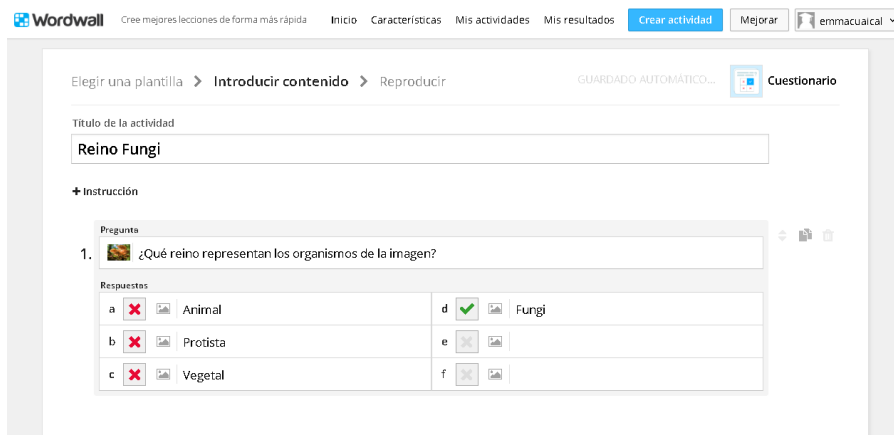 Wordwall Cree mejores lecciones de forma más rápida Inicio Características Mis actividades Mis resultados Crear actividad Mejorar emmacuaical
Elegir una plantilla > Introducir contenido > Reproducir GUARDADO AUTOMÁTICO... Cuestionario
Título de la actividad
Reino Fungi
+ Instrucción
Pregunta
1. ¿Qué reino representan los organismos de la imagen?
Respuestas
a Animal d Fungi
b Protista e
c Vegetal f